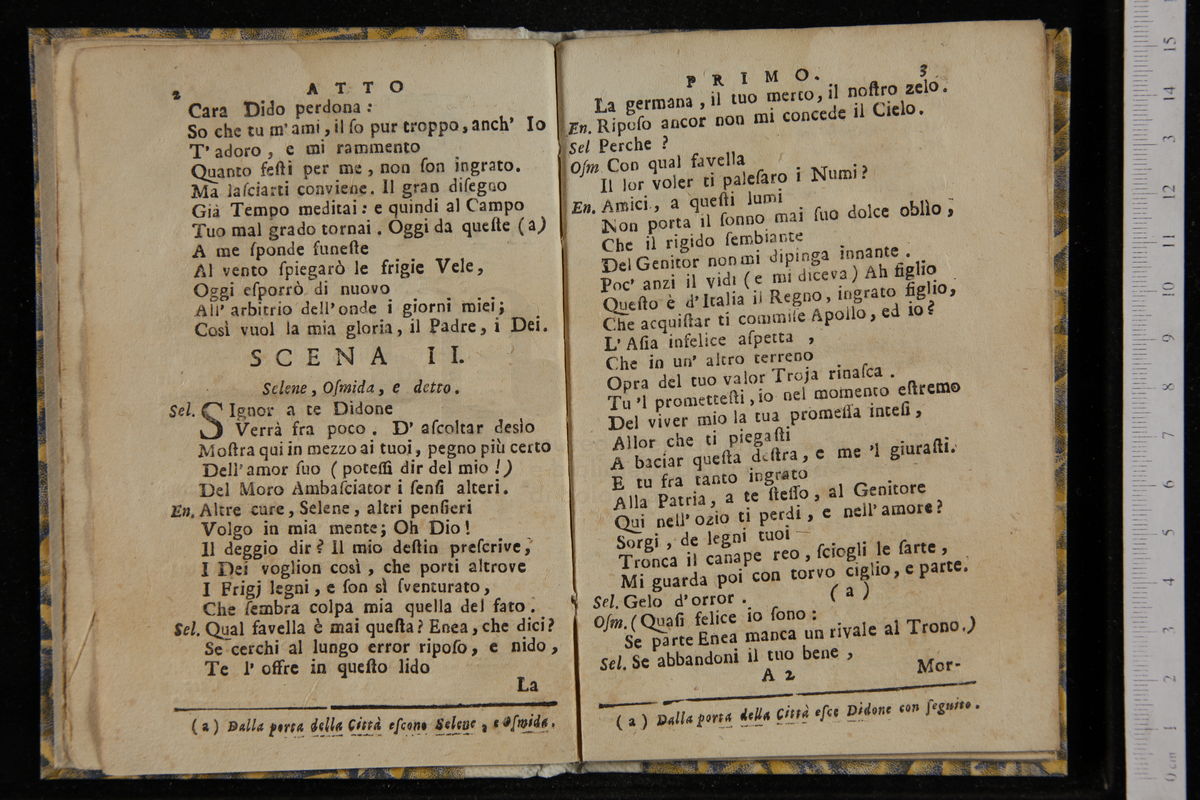 2 ATTO
Cara Dido perdona:
So che tu m'ami, il ſo pur troppo, anch' Io
T' adoro, e mi rammento
Quanto feſti per me, non ſon ingrato.
Ma laſciarti conviene. Il gran diſegno
Già Tempo meditai: e quindi al Campo
Tuo mal grado tornai. Oggi da queſte (a)
A me ſponde funeſte
Al vento ſpiegarò le frigie Vele,
Oggi eſporrò di nuovo
All' arbitrio dell' onde i giorni miei;
Così vuol la mia gloria, il Padre, i Dei.
SCENA II.
Selene, Oſmida, e detto.
Sel. SIgnor a te Didone
Verrà fra poco. D' aſcoltar desìo
Moſtra qui in mezzo ai tuoi, pegno più certo
Dell' amor ſuo (poteſſi dir del mio!)
Del Moro Ambaſciator i ſenſi alteri.
En. Altre cure, Selene, altri penſieri
Volgo in mia mente; Oh Dio!
Il deggio dir? Il mio deſtin preſcrive,
I Dei voglion così, che porti altrove
I Frigj legni, e ſon sì ſventurato,
Che ſembra colpa mia quella del fato.
Sel. Qual favella è mai queſta? Enea, che dici?
Se cerchi al lungo error ripoſo, e nido,
Te l' offre in queſto lido
La
(a) Dalla porta della Città eſcono Selene, e Oſmida.
PRIMO. 3
La germana, il tuo merto, il noſtro zelo.
En. Ripoſo ancor non mi concede il Cielo.
Sel Perche?
Oſm Con qual favella
Il lor voler ti paleſaro i Numi?
En. Amici, a queſti lumi
Non porta il ſonno mai ſuo dolce oblìo;
Che il rigido ſembiante
Del Genitor non mi dipinga innante.
Poc' anzi il vidi (e mi diceva) Ah figlio
Queſto è d'Italia il Regno, ingrato figlio,
Che acquiſtar ti commiſe Apollo, ed io?
L' Aſia infelice aſpetta,
Che in un' altro terreno
Opra del tuo valor Troja rinaſca.
Tu 'l prometteſti, io nel momento eſtremo
Del viver mio la tua promeſſa inteſi,
Allor che ti piegaſti
A baciar queſta deſtra, e me 'l giuraſti.
E tu fra tanto ingrato
Alla Patria, a te ſteſſo, al Genitore
Qui nell' ozio ti perdi, e nell' amore?
Sorgi, de legni tuoi
Tronca il canape reo, ſciogli le ſarte,
Mi guarda poi con torvo ciglio, e parte.
Sel. Gelo d'orror. (a)
Oſm. (Quaſi felice io ſono:
Se parte Enea manca un rivale al Trono.)
Sel. Se abbandoni il tuo bene,
A 2 Mor-
(a) Dalla porta della Città eſce Didone con ſeguito.
0 cm 1 2 3 4 5 6 7 8 9 10 11 12 13 14 15